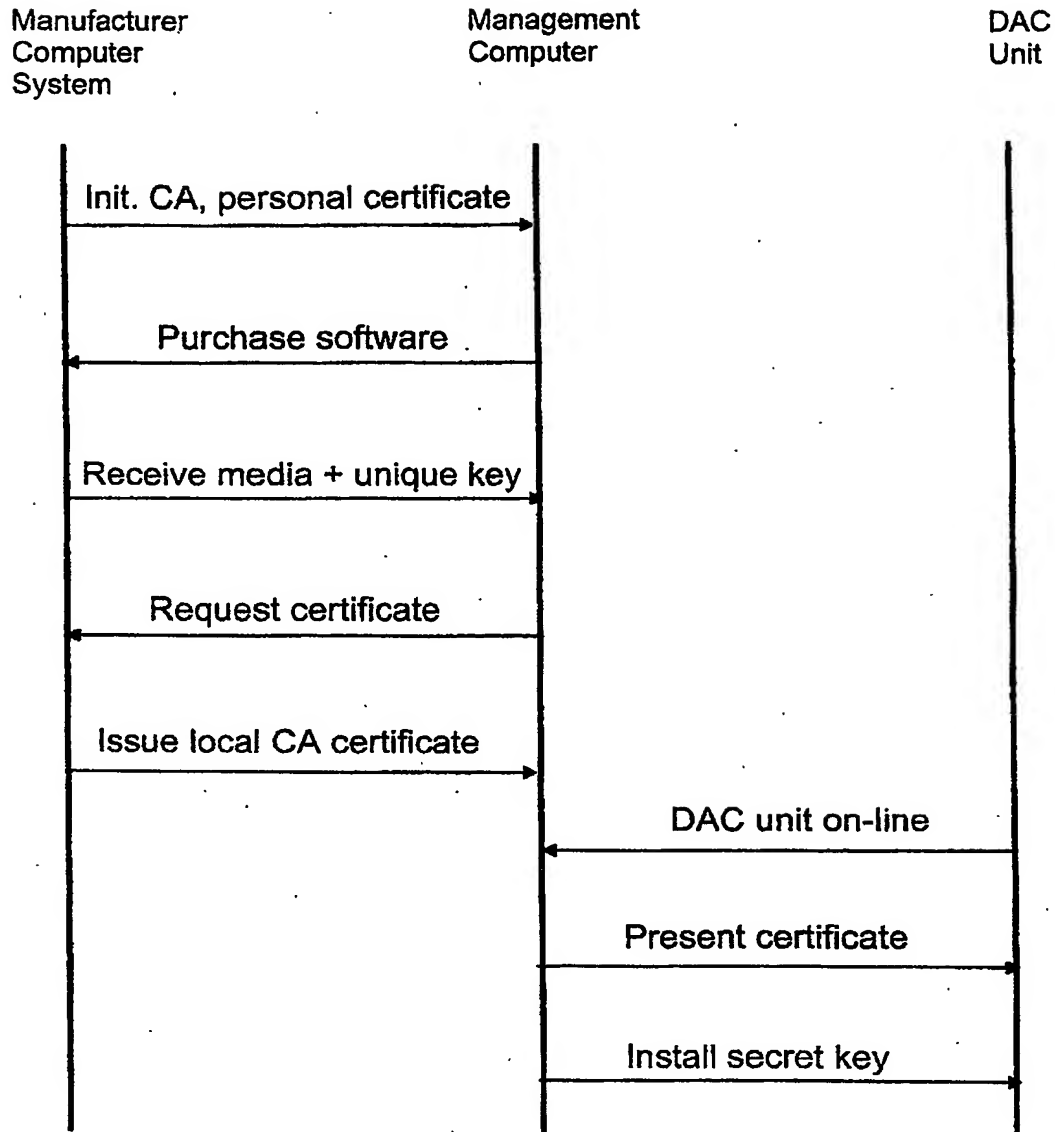 Manufacturer
Computer
System
Management
Computer
DAC
Unit
Init. CA, personal certificate
Purchase software
Receive media + unique key
Request certificate
Issue local CA certificate
DAC unit on-line
Present certificate
Install secret key